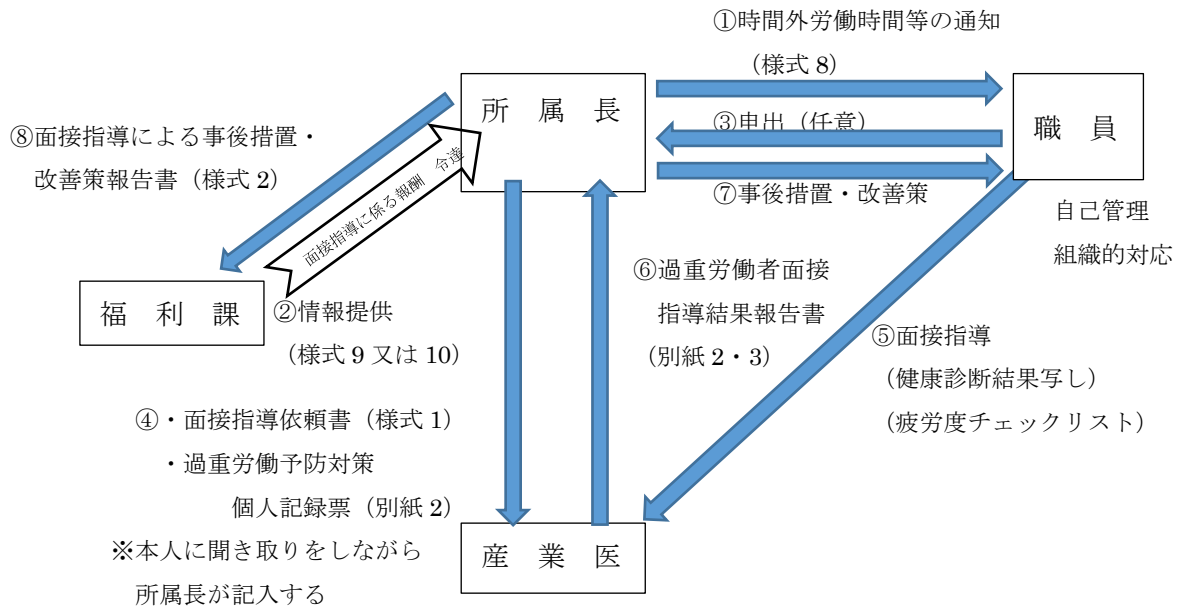 ①時間外労働時間等の通知
（様式 8）
所　属　長
職　員
③申出（任意）
⑧面接指導による事後措置・
改善策報告書（様式 2）
面接指導に係る報酬　令達
⑦事後措置・改善策
自己管理
組織的対応
⑥過重労働者面接
指導結果報告書
（別紙 2・3）
福　利　課
②情報提供
（様式 9 又は 10）
⑤面接指導
（健康診断結果写し）
（疲労度チェックリスト）
④・面接指導依頼書（様式 1）
・過重労働予防対策
個人記録票（別紙 2）
※本人に聞き取りをしながら
所属長が記入する
産　業　医